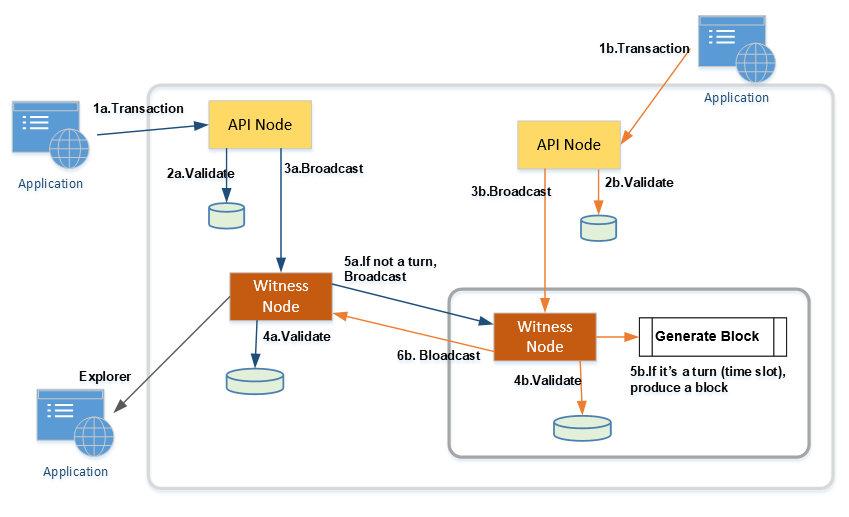 1b.Transaction
Application
1a.Transaction
API Node
API Node
Application
2a.Validate
3a.Broadcast
3b.Broadcast
2b.Validate
5a.If not a turn,
Broadcast
Witness
Node
Witness
Node
Generate Block
4a.Validate
6b. Bloadcast
4b.Validate
5b.If it's a turn (time slot),
produce a block
Explorer
Application